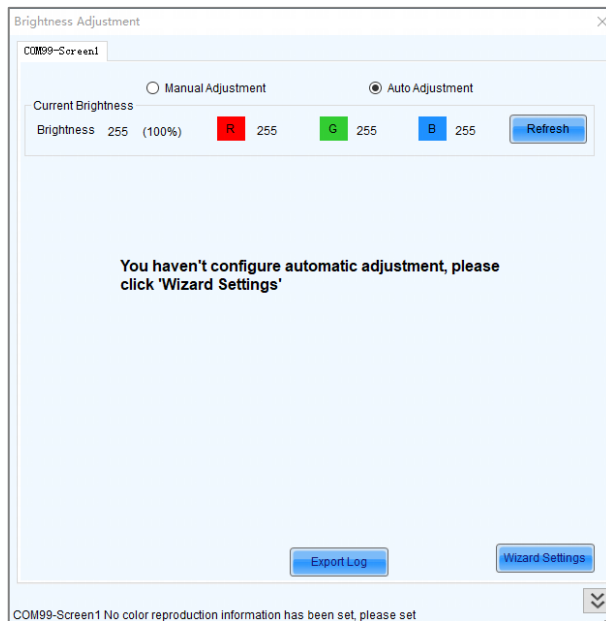 Brightness Adjustment
COM99-Screen1
Manual Adjustment Auto Adjustment
Current Brightness
Brightness 255 (100%) R 255 G 255 B 255 Refresh
You haven't configure automatic adjustment, please
click 'Wizard Settings'
Export Log Wizard Settings
COM99-Screen1 No color reproduction information has been set, please set